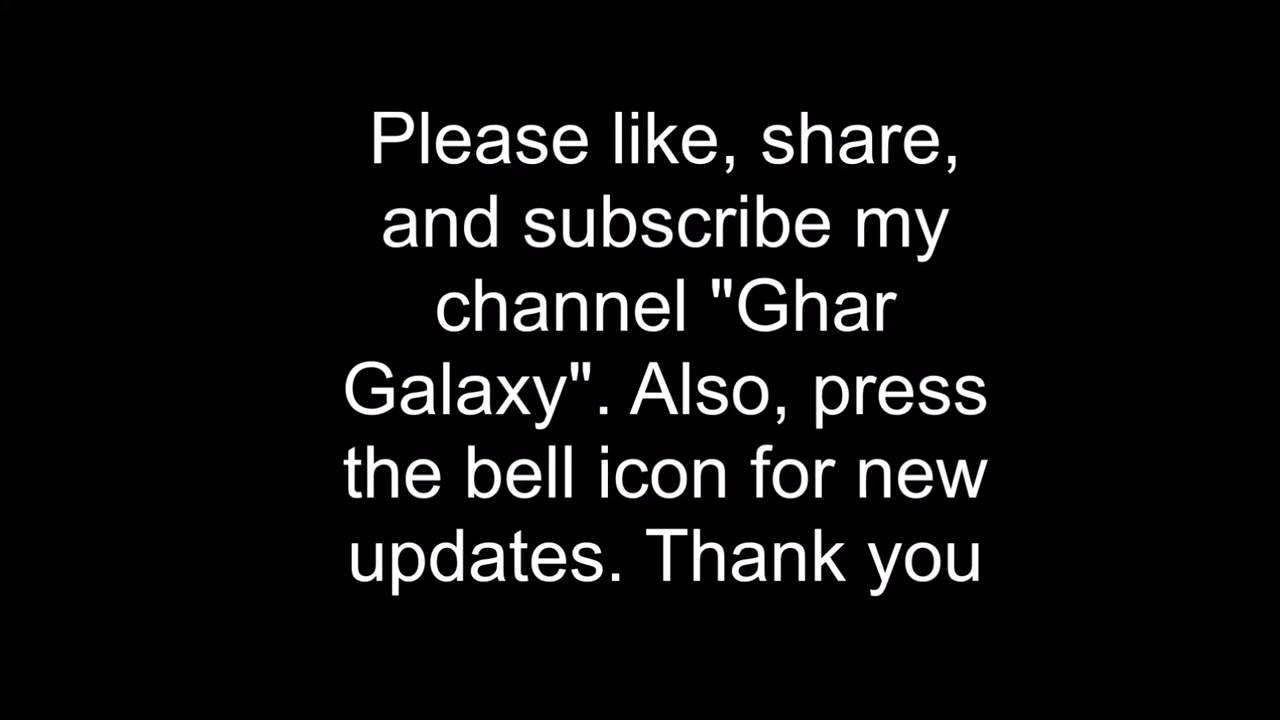 Please like, share,
and subscribe my
channel "Ghar
Galaxy". Also, press
the bell icon for new
updates. Thank you